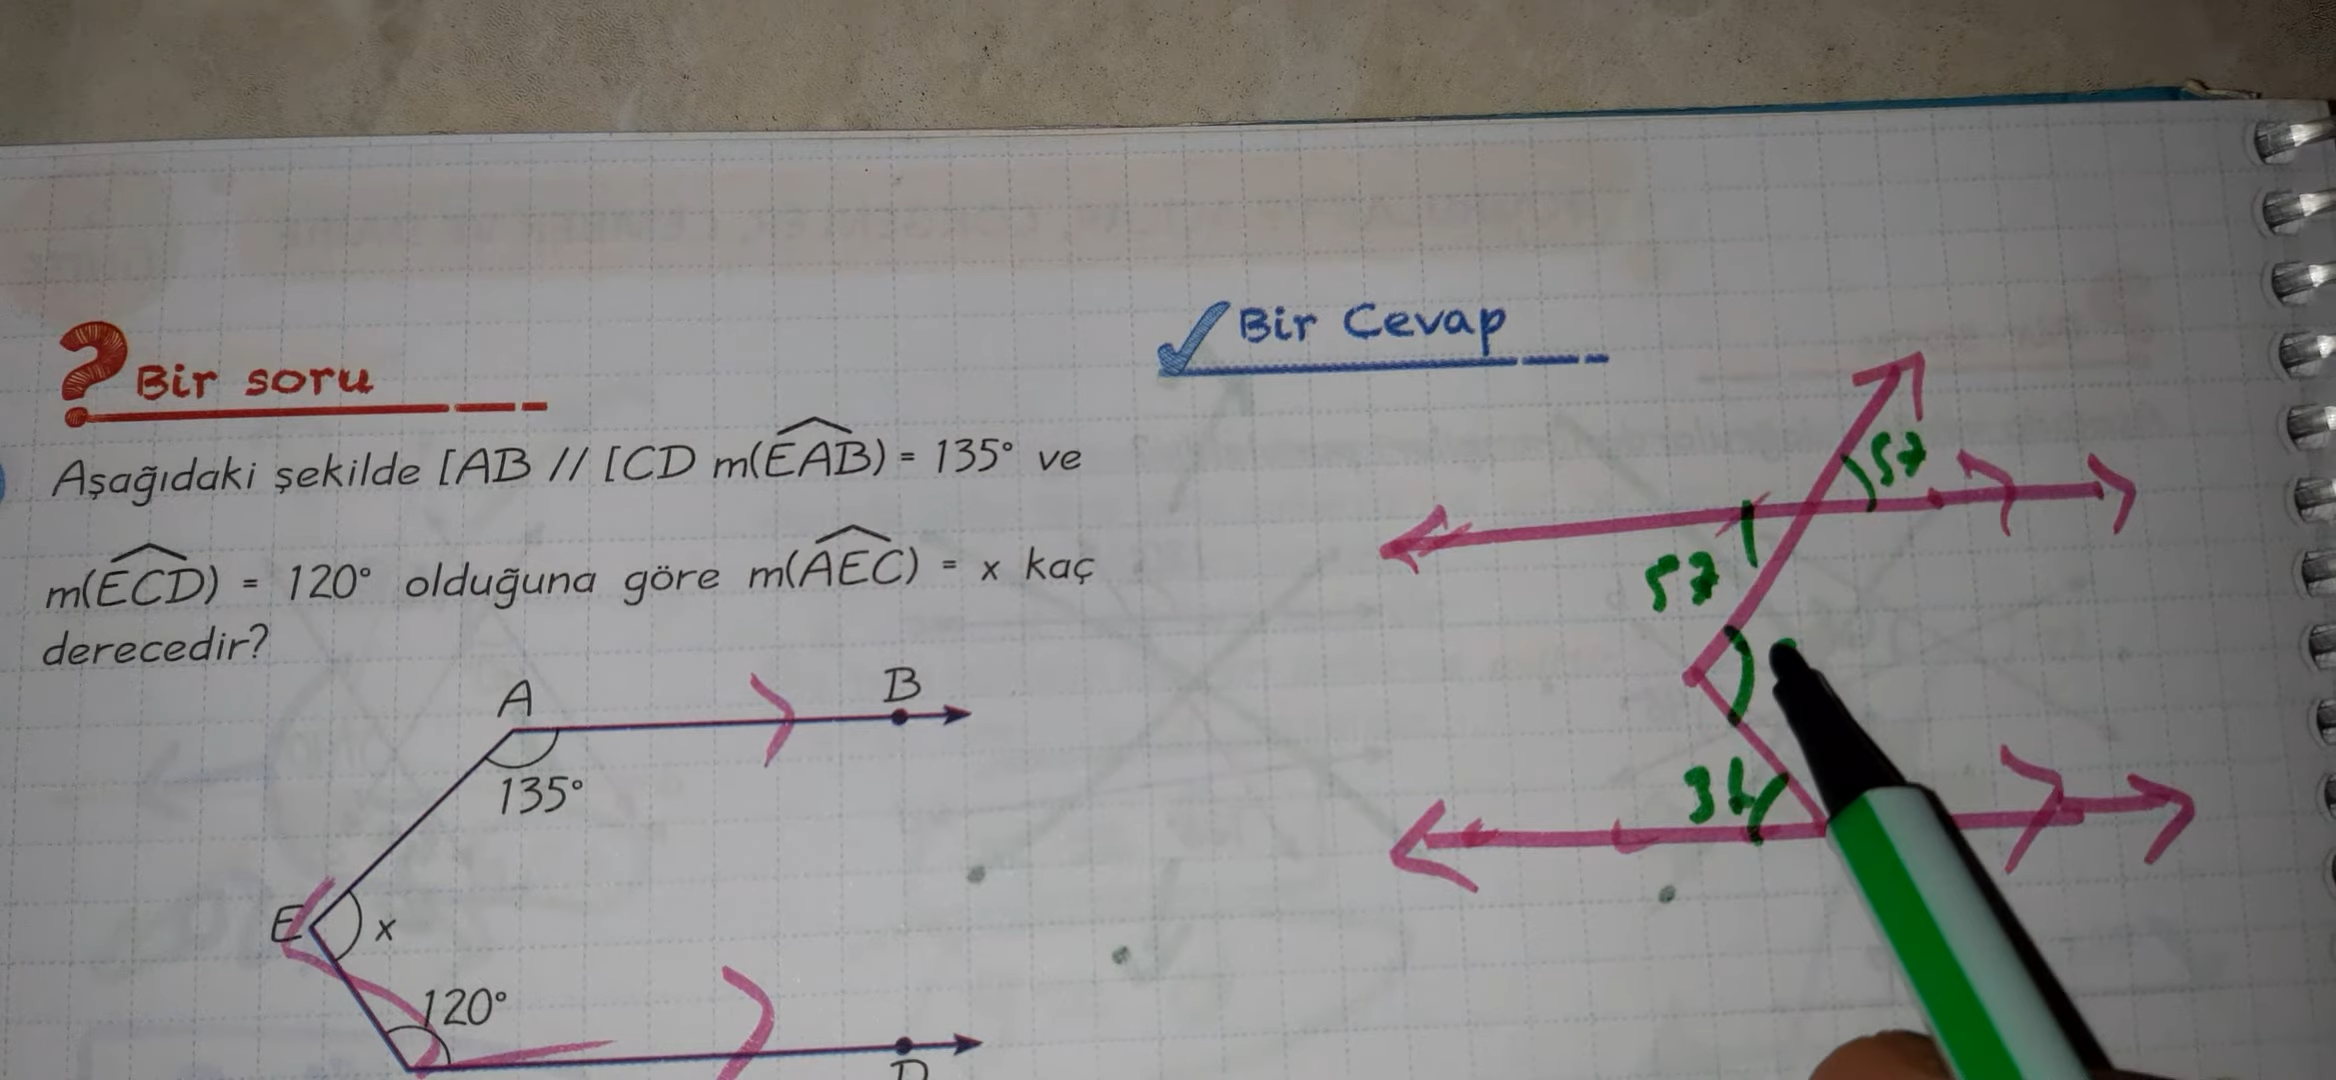 Bir soru
Aşağıdaki şekilde [AB // [CD m(EAB) = 135° ve
m(ECD) = 120° olduğuna göre m(AEC) = x kaç
derecedir?
A
B
135°
E
x
120°
D
Bir Cevap
57
57